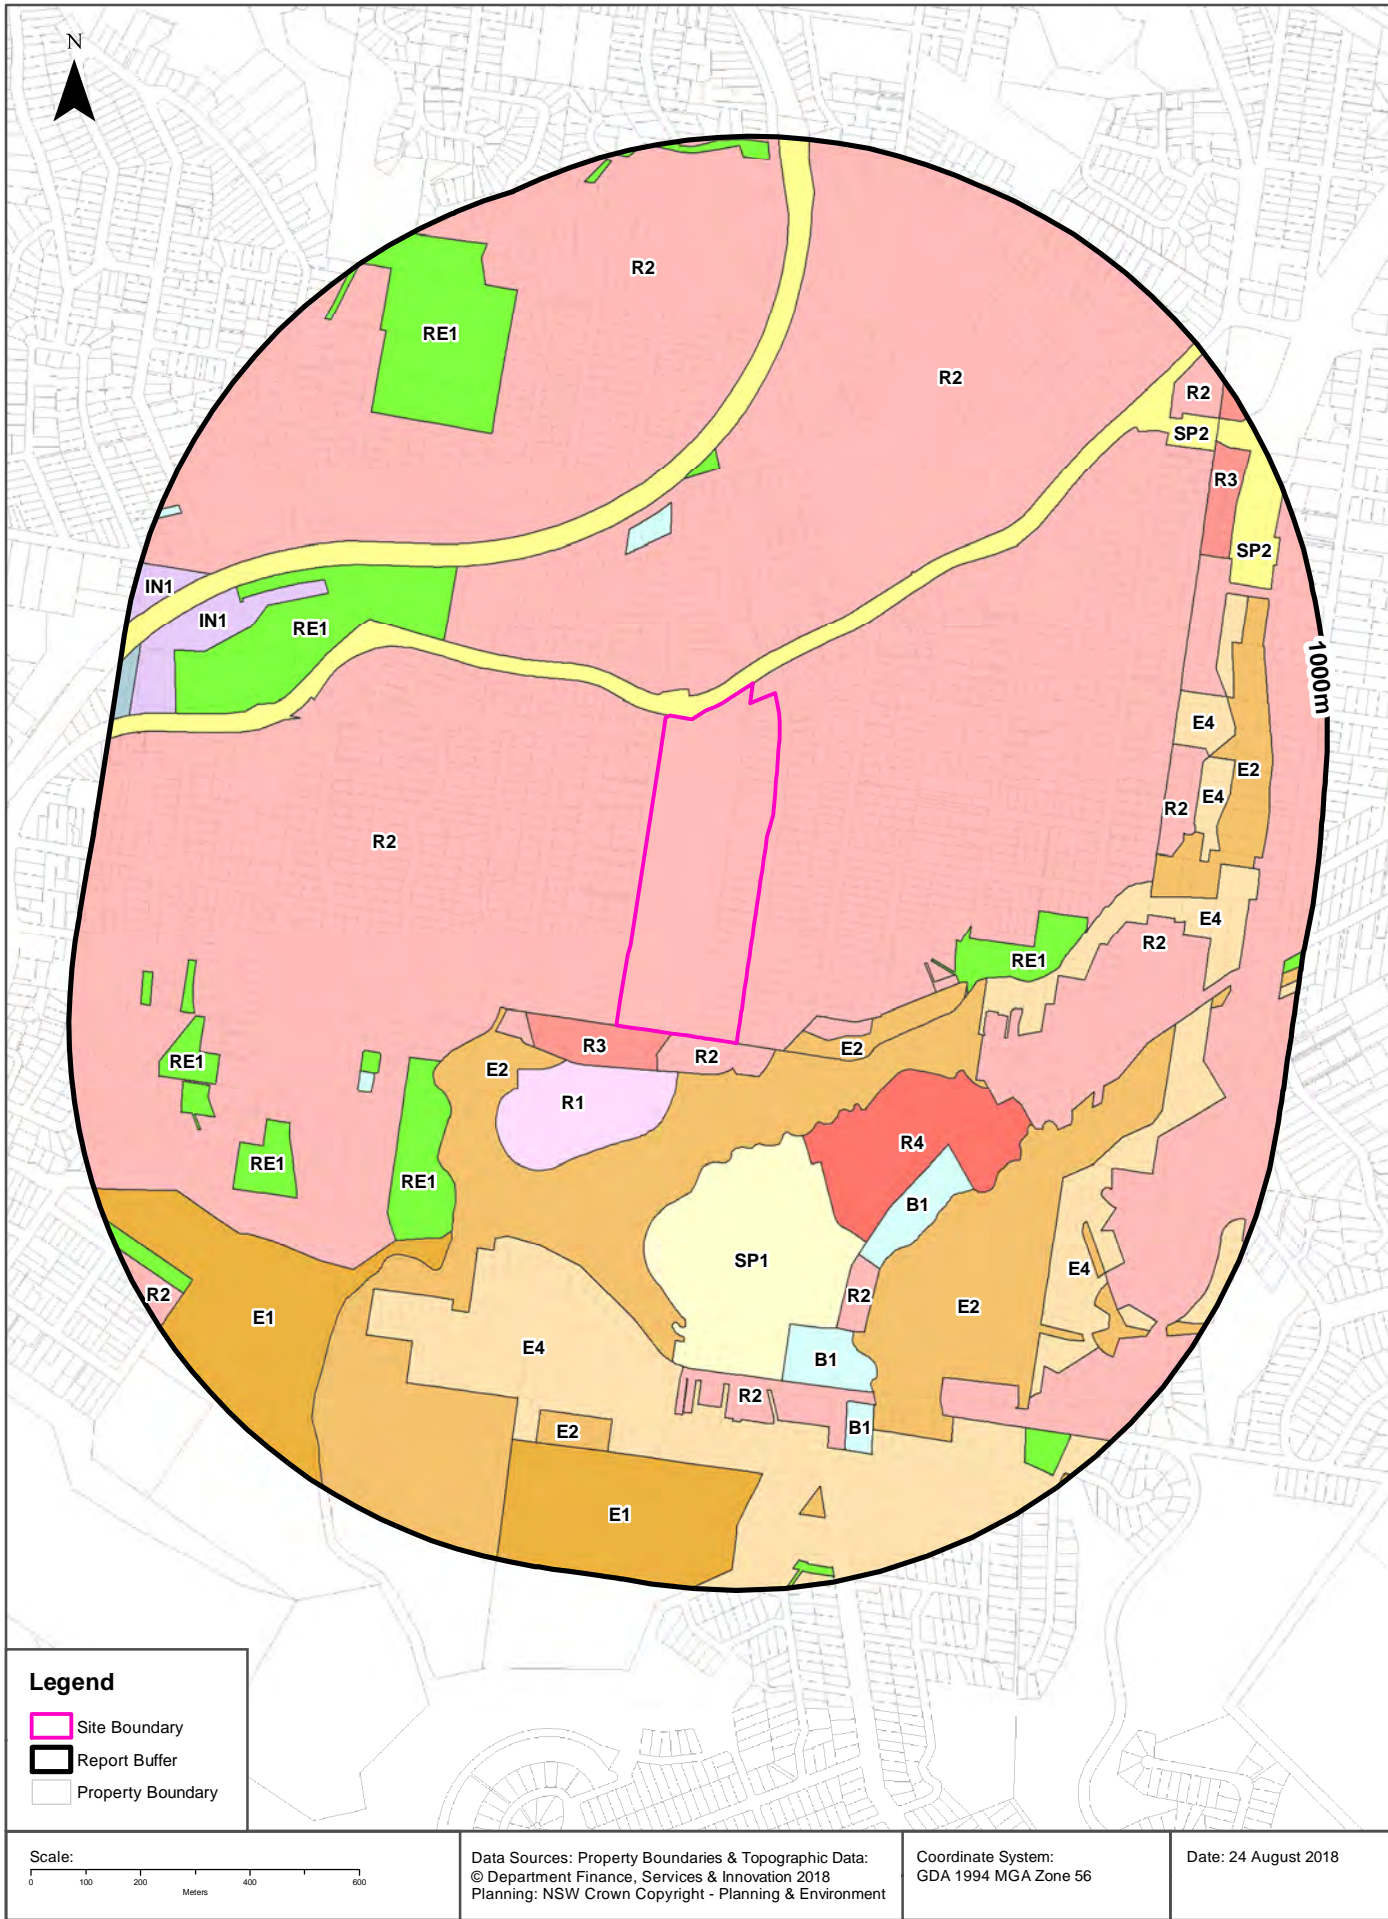 N
R2
RE1
R2
R2
SP2
R3
SP2
IN1
IN1
RE1
1000m
E4
E2
E4
R2
R2
E4
R2
RE1
R3
R2
E2
E2
RE1
R1
R4
RE1
RE1
B1
SP1
E4
R2
R2
E2
E1
E4
B1
R2
B1
E2
E1
Legend
Site Boundary
Report Buffer
Property Boundary
Scale:
0 100 200 400 600
Meters
Data Sources: Property Boundaries & Topographic Data:
© Department Finance, Services & Innovation 2018
Planning: NSW Crown Copyright - Planning & Environment
Coordinate System:
GDA 1994 MGA Zone 56
Date: 24 August 2018